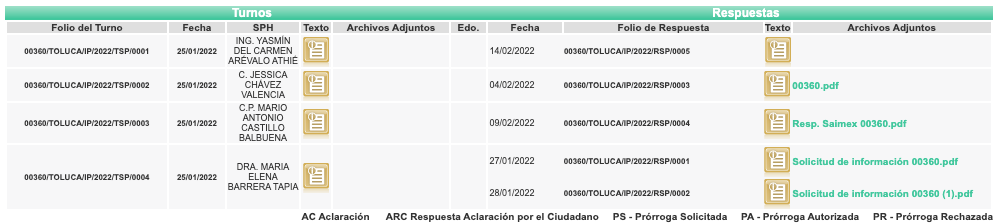 Turnos Respuestas
Folio del Turno Fecha SPH Texto Archivos Adjuntos Edo. Fecha Folio de Respuesta Texto Archivos Adjuntos
00360/TOLUCA/IP/2022/TSP/0001 25/01/2022 ING. YASMÍN
DEL CARMEN
ARÉVALO ATHIÉ 14/02/2022 00360/TOLUCA/IP/2022/RSP/0005
00360/TOLUCA/IP/2022/TSP/0002 25/01/2022 C. JESSICA
CHÁVEZ
VALENCIA 04/02/2022 00360/TOLUCA/IP/2022/RSP/0003 00360.pdf
00360/TOLUCA/IP/2022/TSP/0003 25/01/2022 C.P. MARIO
ANTONIO
CASTILLO
BALBUENA 09/02/2022 00360/TOLUCA/IP/2022/RSP/0004 Resp. Saimex 00360.pdf
00360/TOLUCA/IP/2022/TSP/0004 25/01/2022 DRA. MARIA
ELENA
BARRERA TAPIA 27/01/2022 00360/TOLUCA/IP/2022/RSP/0001 Solicitud de información 00360.pdf
28/01/2022 00360/TOLUCA/IP/2022/RSP/0002 Solicitud de información 00360 (1).pdf
AC Aclaración ARC Respuesta Aclaración por el Ciudadano PS - Prórroga Solicitada PA - Prórroga Autorizada PR - Prórroga Rechazada